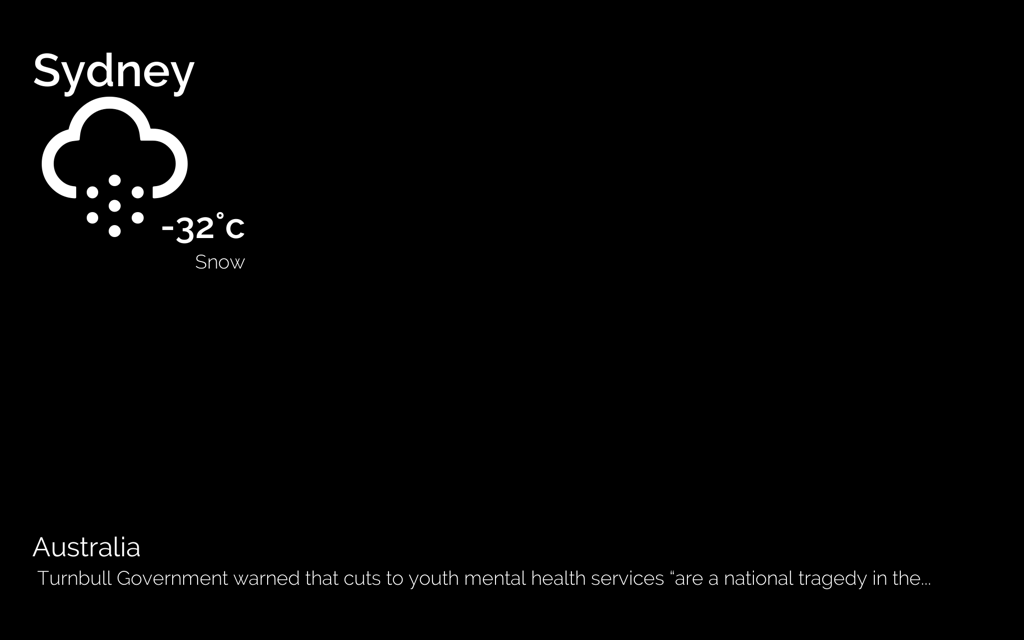 Sydney
-32°c
Snow
Australia
Turnbull Government warned that cuts to youth mental health services “are a national tragedy in the...